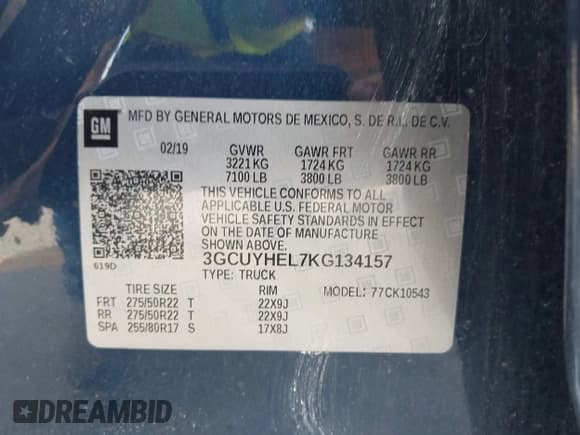 GM
MFD BY GENERAL MOTORS DE MEXICO, S. DE R.L. DE C.V.
02/19 GVWR GAWR FRT GAWR RR
3221 KG 1724 KG 1724 KG
7100 LB 3800 LB 3800 LB
THIS VEHICLE CONFORMS TO ALL
APPLICABLE U.S. FEDERAL MOTOR
VEHICLE SAFETY STANDARDS IN EFFECT
ON THE DATE OF MANUFACTURE
SHOWN ABOVE.
619D 3GCUYHEL7KG134157
TYPE: TRUCK
TIRE SIZE RIM MODEL: 77CK10543
FRT 275/50R22 T 22X9J
RR 275/50R22 T 22X9J
SPA 255/80R17 S 17X8J
DREAMBID